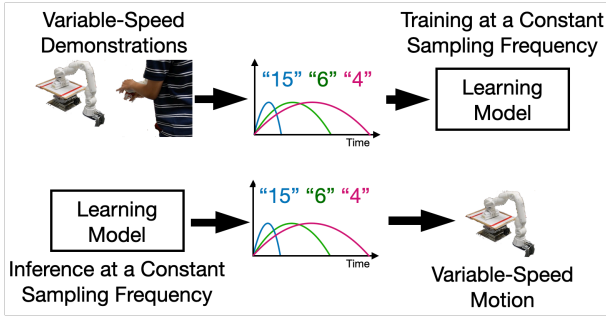 Variable-Speed
Demonstrations
“15” “6” “4”
Time
Training at a Constant
Sampling Frequency
Learning
Model
Learning
Model
Inference at a Constant
Sampling Frequency
“15” “6” “4”
Time
Variable-Speed
Motion